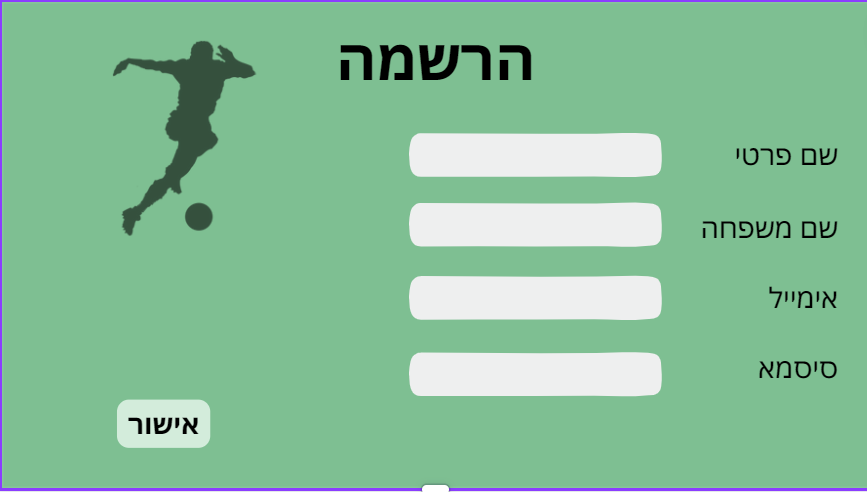 הרשמה
שם פרטי
שם משפחה
אימייל
סיסמא
אישור